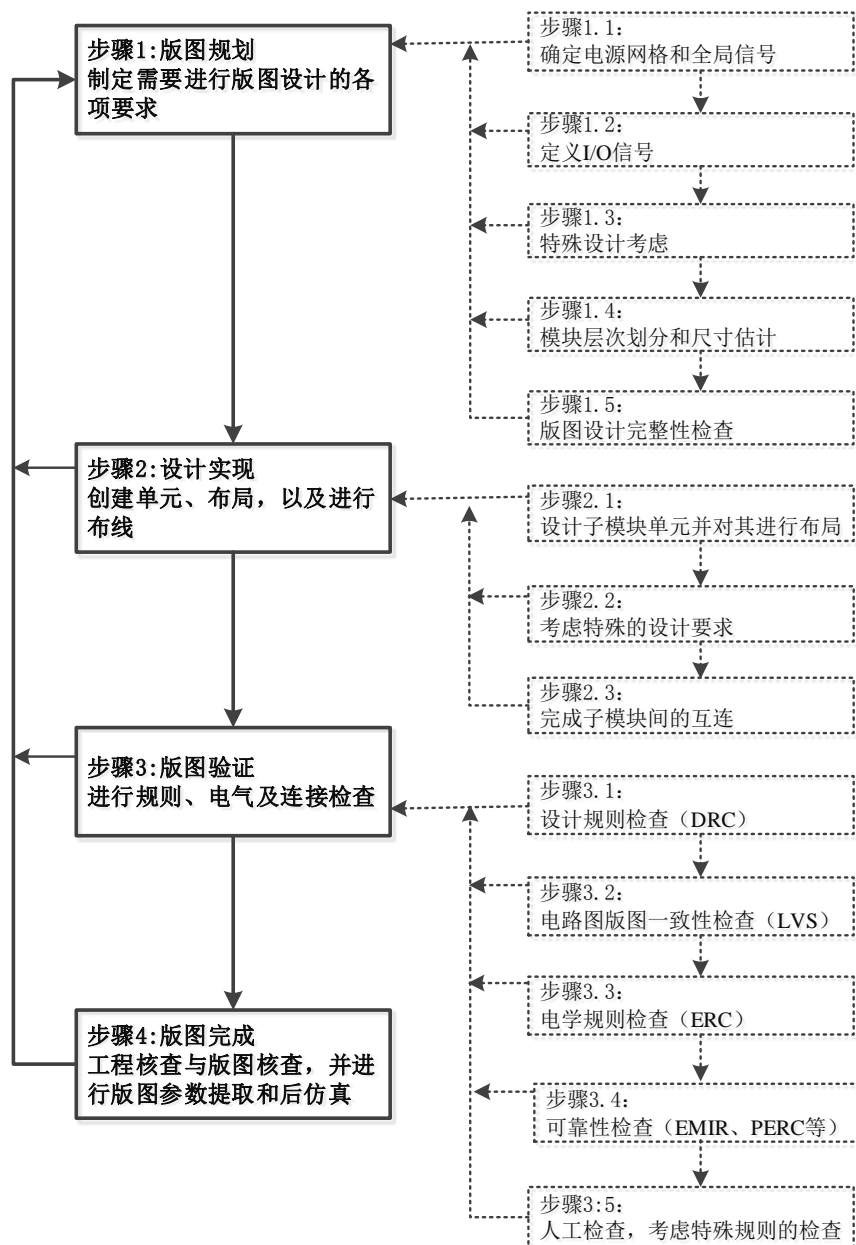 步骤1:版图规划
制定需要进行版图设计的各
项要求
步骤1.1:
确定电源网格和全局信号
步骤1.2:
定义I/O信号
步骤1.3:
特殊设计考虑
步骤1.4:
模块层次划分和尺寸估计
步骤1.5:
版图设计完整性检查
步骤2:设计实现
创建单元、布局，以及进行
布线
步骤2.1:
设计子模块单元并对其进行布局
步骤2.2:
考虑特殊的设计要求
步骤2.3:
完成子模块间的互连
步骤3:版图验证
进行规则、电气及连接检查
步骤3.1:
设计规则检查（DRC）
步骤3.2:
电路图版图一致性检查（LVS）
步骤3.3:
电学规则检查（ERC）
步骤3.4:
可靠性检查（EMIR、PERC等）
步骤3:5:
人工检查，考虑特殊规则的检查
步骤4:版图完成
工程核查与版图核查，并进
行版图参数提取和后仿真